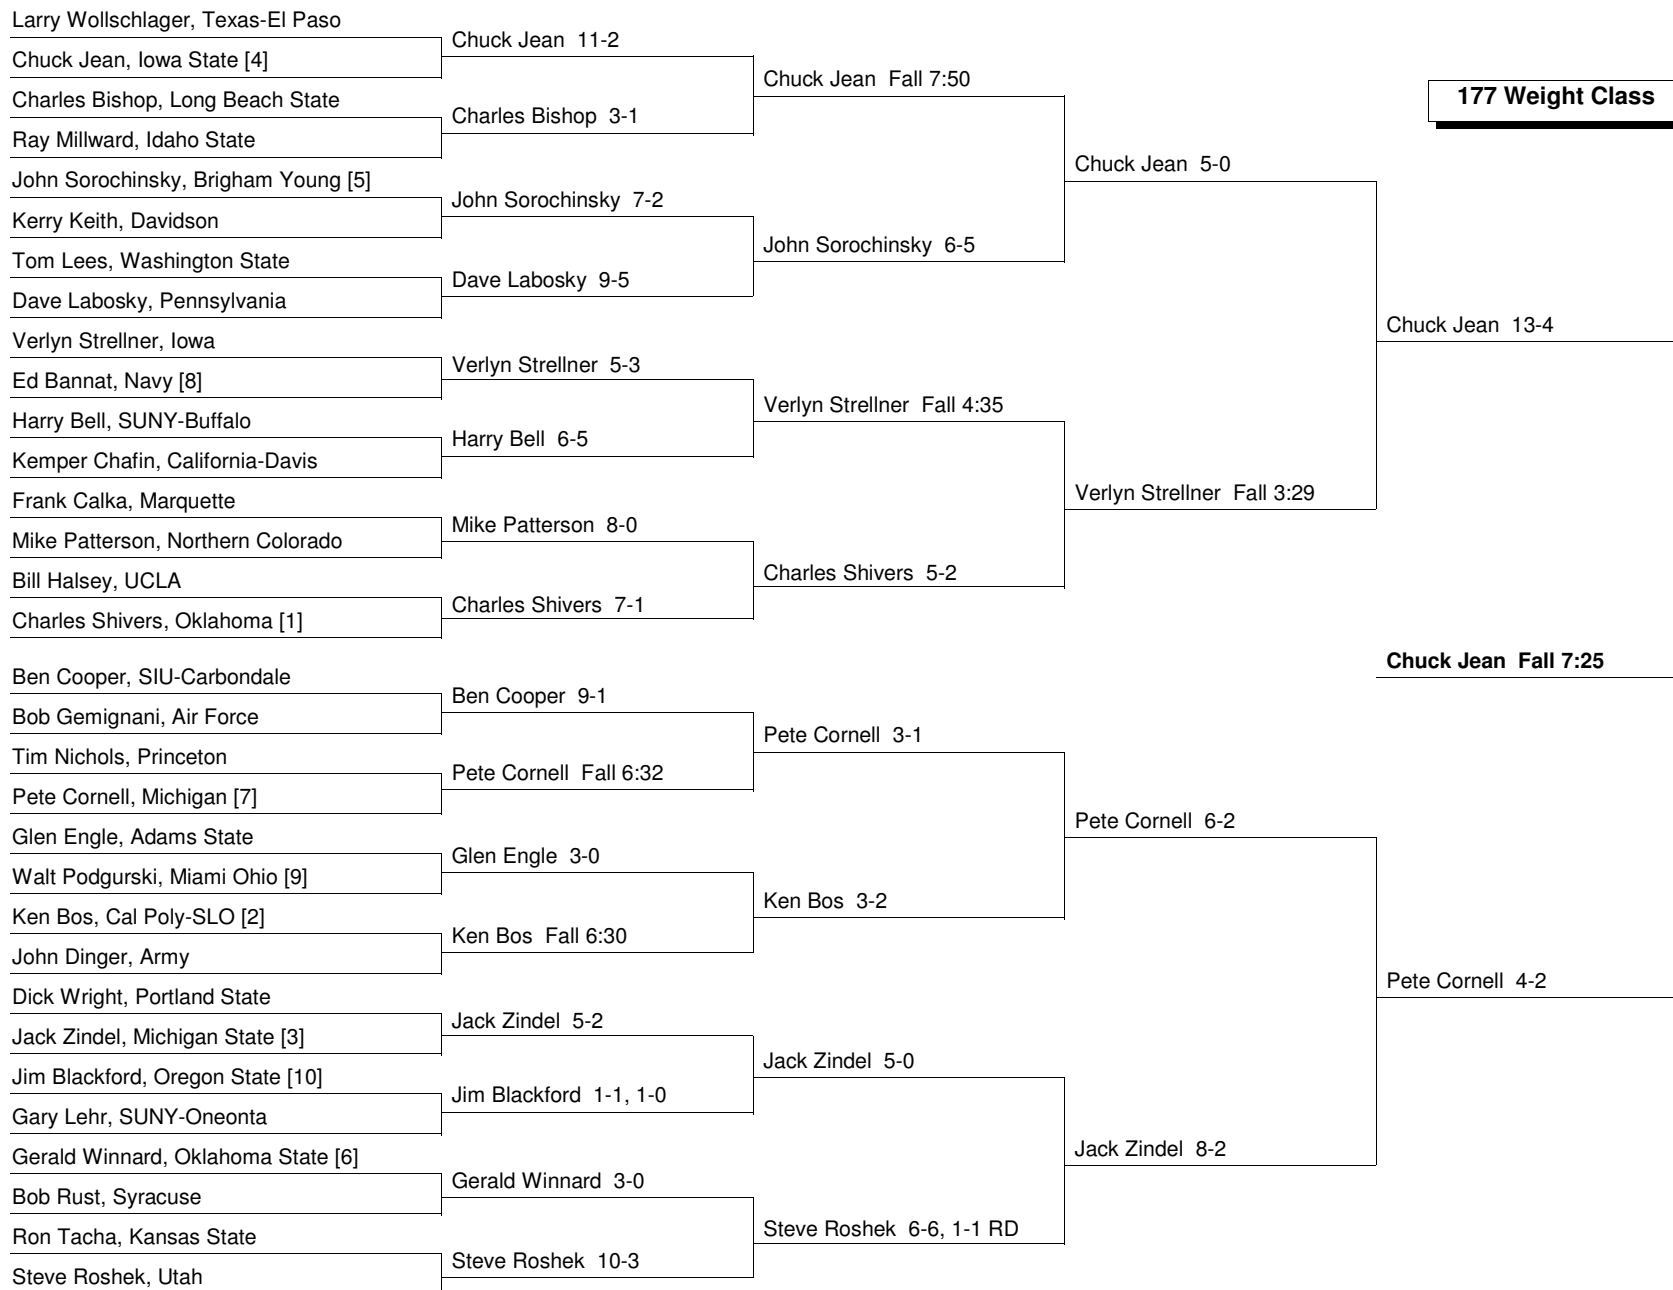 Larry Wollschlager, Texas-El Paso
Chuck Jean, Iowa State [4]
Charles Bishop, Long Beach State
Ray Millward, Idaho State
John Sorochinsky, Brigham Young [5]
Kerry Keith, Davidson
Tom Lees, Washington State
Dave Labosky, Pennsylvania
Verlyn Strellner, Iowa
Ed Bannat, Navy [8]
Harry Bell, SUNY-Buffalo
Kemper Chafin, California-Davis
Frank Calka, Marquette
Mike Patterson, Northern Colorado
Bill Halsey, UCLA
Charles Shivers, Oklahoma [1]
Ben Cooper, SIU-Carbondale
Bob Gemignani, Air Force
Tim Nichols, Princeton
Pete Cornell, Michigan [7]
Glen Engle, Adams State
Walt Podgurski, Miami Ohio [9]
Ken Bos, Cal Poly-SLO [2]
John Dinger, Army
Dick Wright, Portland State
Jack Zindel, Michigan State [3]
Jim Blackford, Oregon State [10]
Gary Lehr, SUNY-Oneonta
Gerald Winnard, Oklahoma State [6]
Bob Rust, Syracuse
Ron Tacha, Kansas State
Steve Roshek, Utah
Chuck Jean 11-2
Charles Bishop 3-1
John Sorochinsky 7-2
Dave Labosky 9-5
Verlyn Strellner 5-3
Harry Bell 6-5
Mike Patterson 8-0
Charles Shivers 7-1
Ben Cooper 9-1
Pete Cornell Fall 6:32
Glen Engle 3-0
Ken Bos Fall 6:30
Jack Zindel 5-2
Jim Blackford 1-1, 1-0
Gerald Winnard 3-0
Steve Roshek 10-3
Chuck Jean Fall 7:50
John Sorochinsky 6-5
Verlyn Strellner Fall 4:35
Charles Shivers 5-2
Pete Cornell 3-1
Ken Bos 3-2
Jack Zindel 5-0
Steve Roshek 6-6, 1-1 RD
Chuck Jean 5-0
Verlyn Strellner Fall 3:29
Pete Cornell 6-2
Jack Zindel 8-2
177 Weight Class
Chuck Jean 13-4
Chuck Jean Fall 7:25
Pete Cornell 4-2